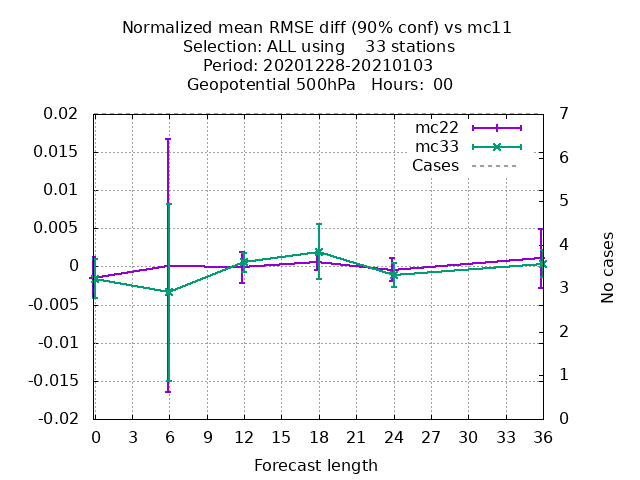 Normalized mean RMSE diff (90% conf) vs mc11
Selection: ALL using    33 stations
Period: 20201228-20210103
Geopotential 500hPa   Hours:  00
mc22
mc33
Cases
0.02
0.015
0.01
0.005
0
-0.005
-0.01
-0.015
-0.02
7
6
5
4
3
2
1
0
No cases
0 3 6 9 12 15 18 21 24 27 30 33 36
Forecast length